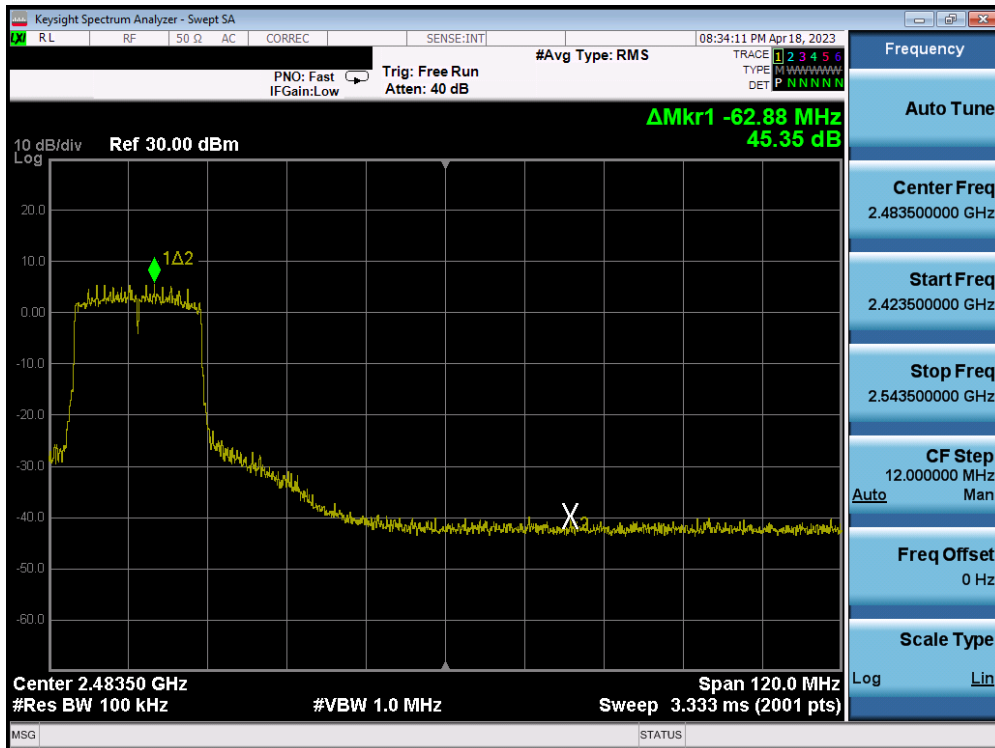 Keysight Spectrum Analyzer - Swept SA
LXI RL RF 50 Ω AC CORREC SENSE:INT 08:34:11 PM Apr 18, 2023
#Avg Type: RMS TRACE 1 2 3 4 5 6
PNO: Fast Trig: Free Run TYPE M WWWWW
IFGain:Low Atten: 40 dB DET P N N N N N
ΔMkr1 -62.88 MHz
45.35 dB
10 dB/div Ref 30.00 dBm
Log
20.0
1Δ2
10.0
0.00
-10.0
-20.0
-30.0
-40.0
X2
-50.0
-60.0
Center 2.48350 GHz Span 120.0 MHz
#Res BW 100 kHz #VBW 1.0 MHz Sweep 3.333 ms (2001 pts)
MSG STATUS
Frequency
Auto Tune
Center Freq
2.483500000 GHz
Start Freq
2.423500000 GHz
Stop Freq
2.543500000 GHz
CF Step
12.000000 MHz
Auto Man
Freq Offset
0 Hz
Scale Type
Log Lin